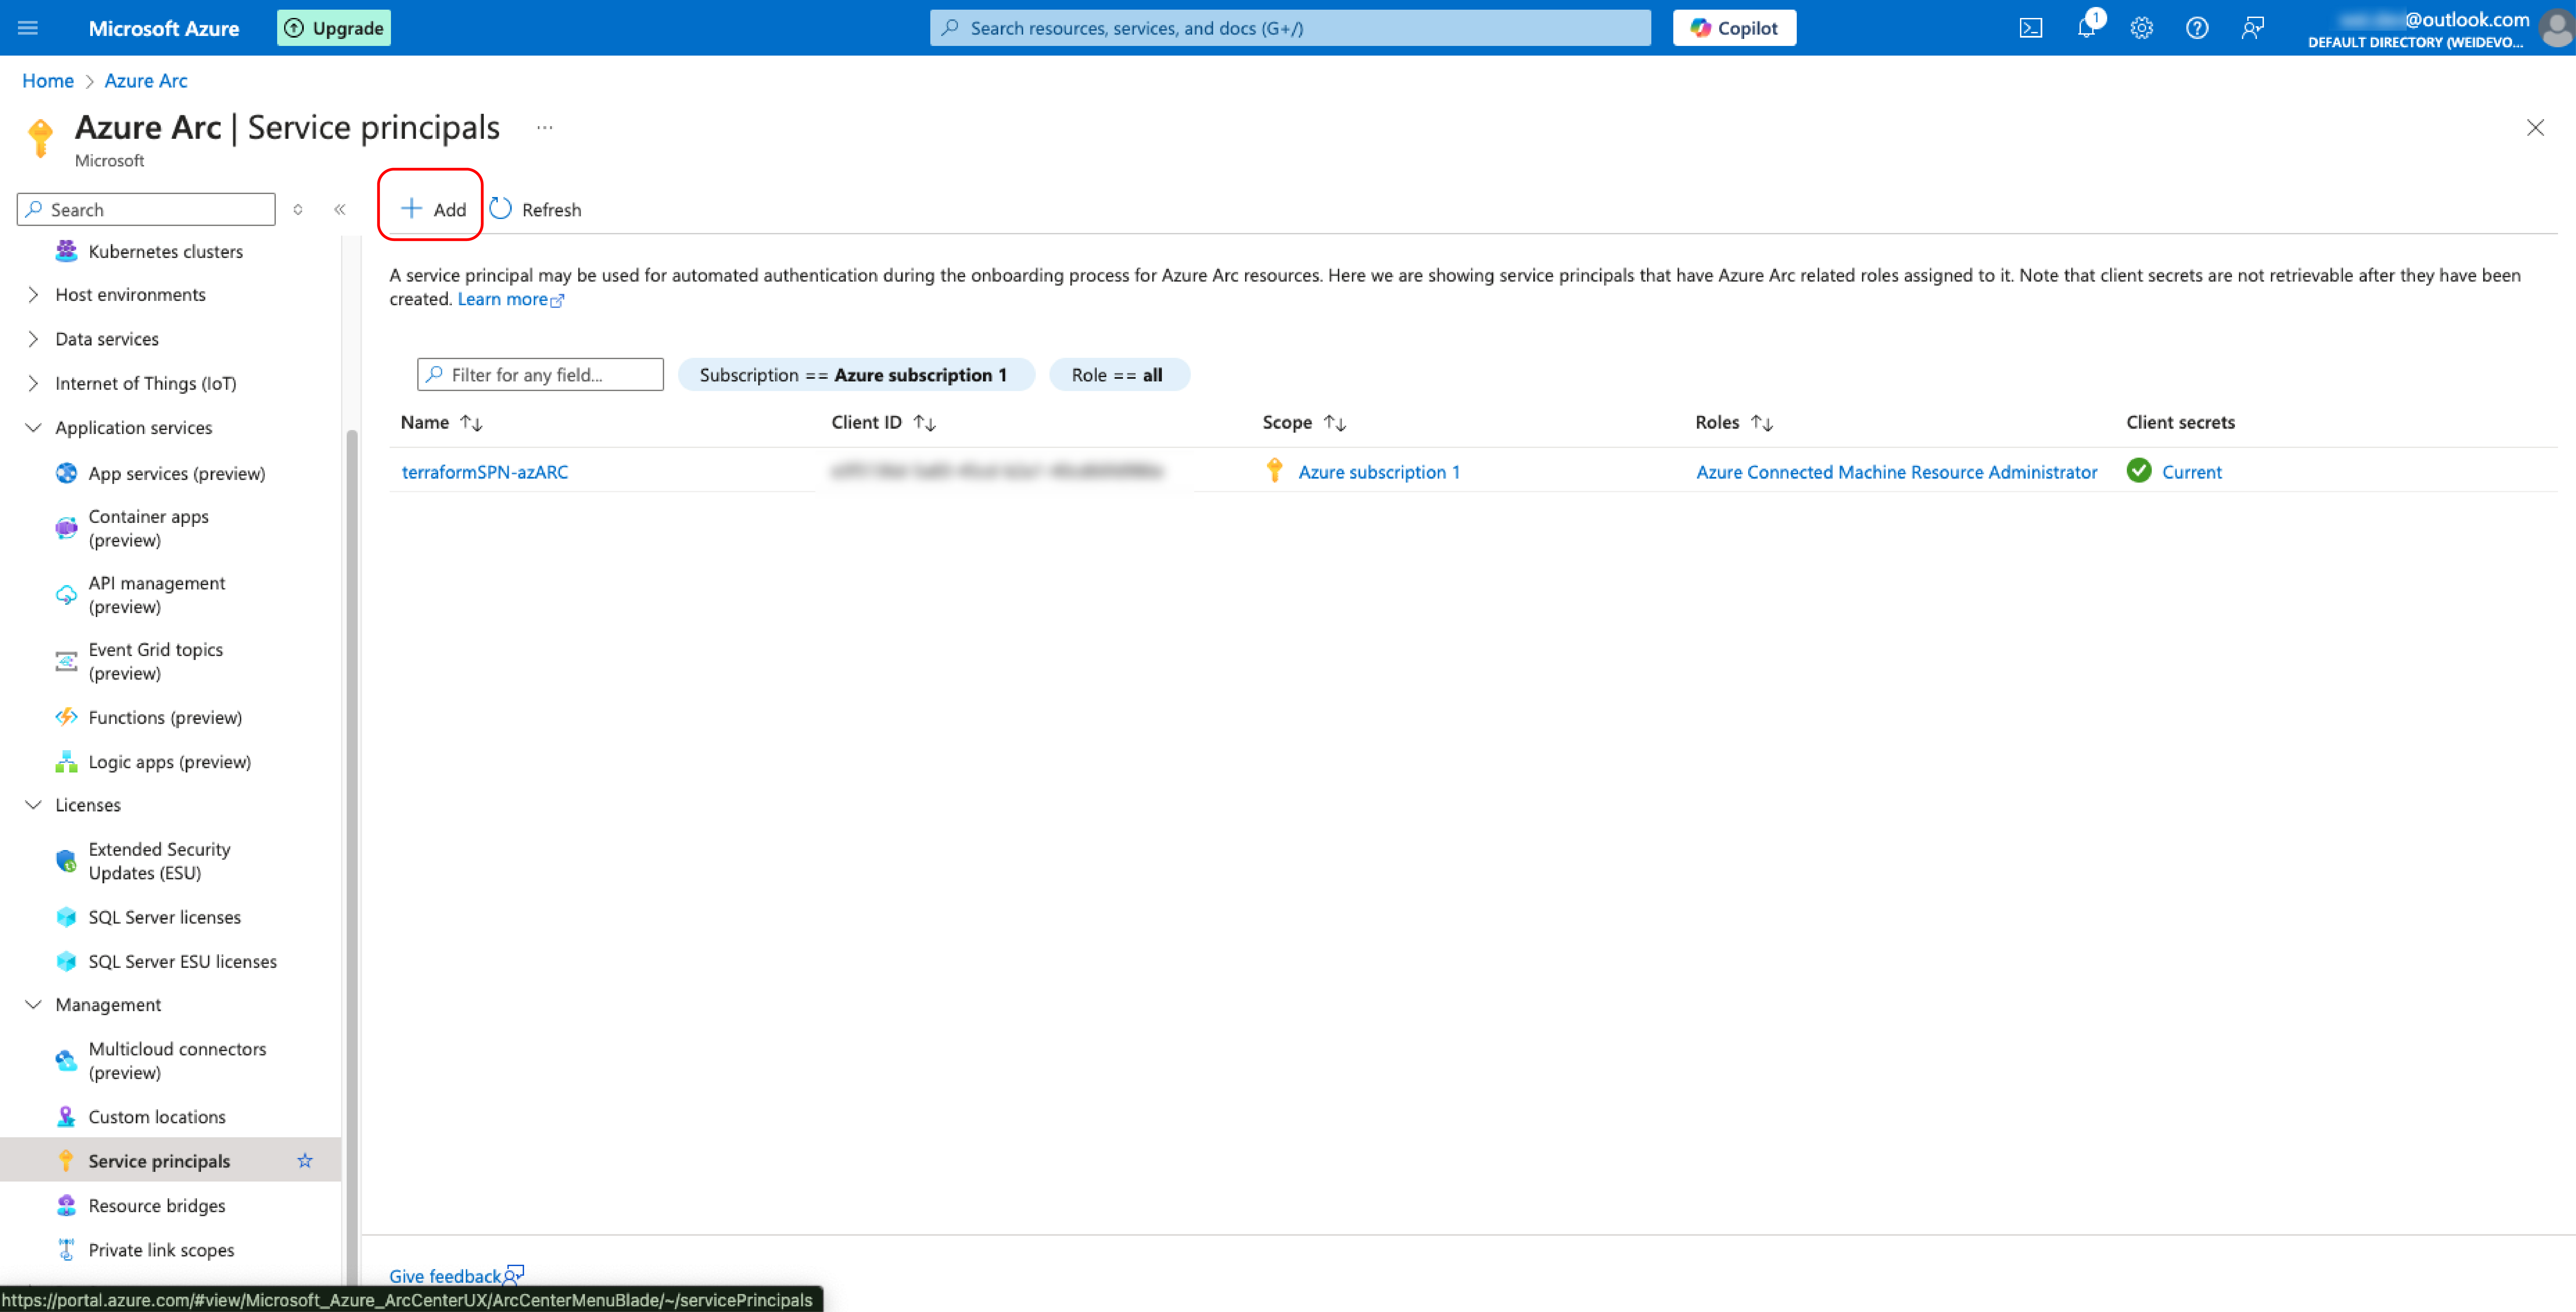 Microsoft Azure
Upgrade
Search resources, services, and docs (G+/)
Copilot
1
@outlook.com
DEFAULT DIRECTORY (WEIDEVO...
Home > Azure Arc
Azure Arc | Service principals ...
Microsoft
Search
Add
Refresh
Kubernetes clusters
Host environments
Data services
Internet of Things (IoT)
Application services
App services (preview)
Container apps
(preview)
API management
(preview)
Event Grid topics
(preview)
Functions (preview)
Logic apps (preview)
Licenses
Extended Security
Updates (ESU)
SQL Server licenses
SQL Server ESU licenses
Management
Multicloud connectors
(preview)
Custom locations
Service principals
Resource bridges
Private link scopes
A service principal may be used for automated authentication during the onboarding process for Azure Arc resources. Here we are showing service principals that have Azure Arc related roles assigned to it. Note that client secrets are not retrievable after they have been
created. Learn more
Filter for any field...
Subscription == Azure subscription 1
Role == all
Name ↑↓ Client ID ↑↓ Scope ↑↓ Roles ↑↓ Client secrets
terraformSPN-azARC Azure subscription 1 Azure Connected Machine Resource Administrator Current
Give feedback
https://portal.azure.com/#view/Microsoft_Azure_ArcCenterUX/ArcCenterMenuBlade/~/servicePrincipals